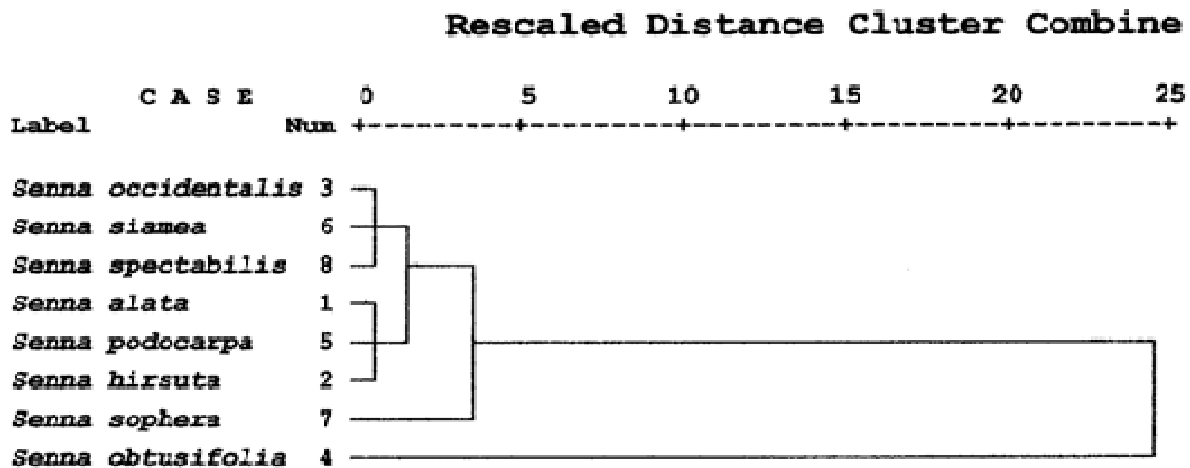 Rescaled Distance Cluster Combine
C A S E 0 5 10 15 20 25
Label Num +---------+---------+---------+---------+---------+
Senna occidentalis 3
Senna siamea 6
Senna spectabilis 8
Senna alata 1
Senna podocarpa 5
Senna hirsuta 2
Senna sophera 7
Senna obtusifolia 4